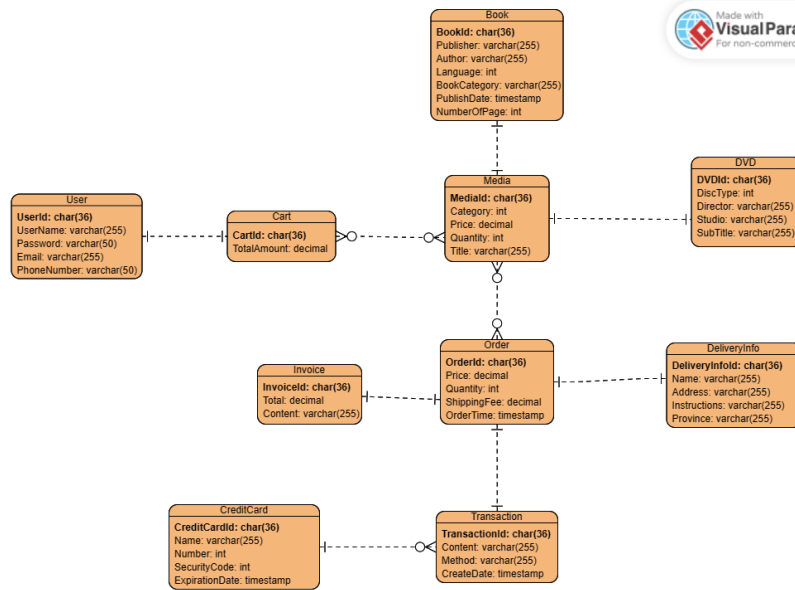 Book
BookId: char(36)
Publisher: varchar(255)
Author: varchar(255)
Language: int
BookCategory: varchar(255)
PublishDate: timestamp
NumberOfPage: int
Made with
Visual Para
For non-commerc
User
UserId: char(36)
UserName: varchar(255)
Password: varchar(50)
Email: varchar(255)
PhoneNumber: varchar(50)
Cart
CartId: char(36)
TotalAmount: decimal
Media
MediaId: char(36)
Category: int
Price: decimal
Quantity: int
Title: varchar(255)
DVD
DVDId: char(36)
DiscType: int
Director: varchar(255)
Studio: varchar(255)
SubTitle: varchar(255)
Invoice
InvoiceId: char(36)
Total: decimal
Content: varchar(255)
Order
OrderId: char(36)
Price: decimal
Quantity: int
ShippingFee: decimal
OrderTime: timestamp
DeliveryInfo
DeliveryInfoId: char(36)
Name: varchar(255)
Address: varchar(255)
Instructions: varchar(255)
Province: varchar(255)
CreditCard
CreditCardId: char(36)
Name: varchar(255)
Number: int
SecurityCode: int
ExpirationDate: timestamp
Transaction
TransactionId: char(36)
Content: varchar(255)
Method: varchar(255)
CreateDate: timestamp